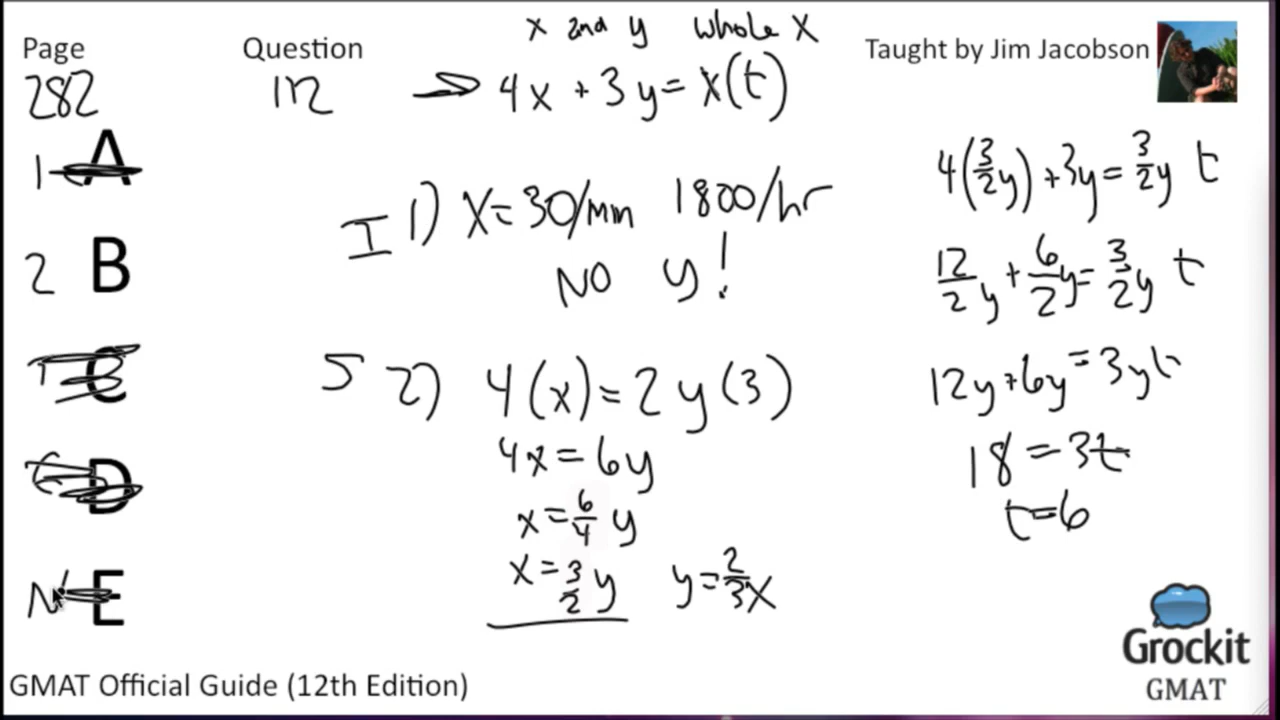 Page
282
Question
112
x and y whole x
4x + 3y = x(t)
Taught by Jim Jacobson
1 A
2 B
T C
E D
N E
I 1) x = 30/min 1800/hr
NO y!
S 2) 4(x) = 2y(3)
4x = 6y
x = 6/4 y
x = 3/2 y y = 2/3 x
4(3/2 y) + 3y = 3/2 y t
12/2 y + 6/2 y = 3/2 y t
12y + 6y = 3yt
18 = 3t
t = 6
GMAT Official Guide (12th Edition)
Grockit
GMAT